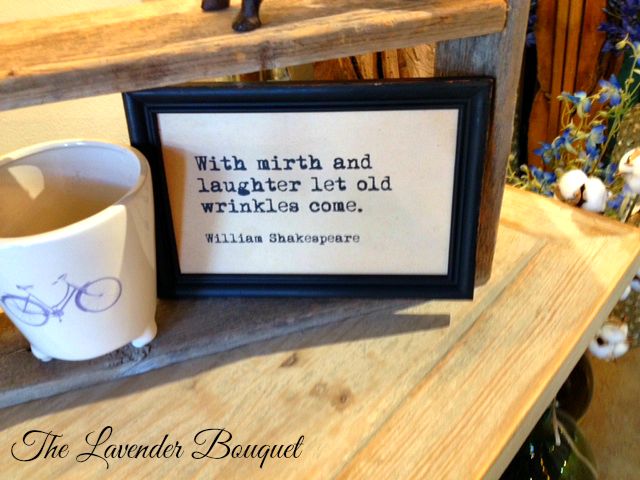 With mirth and
laughter let old
wrinkles come.
William Shakespeare
The Lavender Bouquet